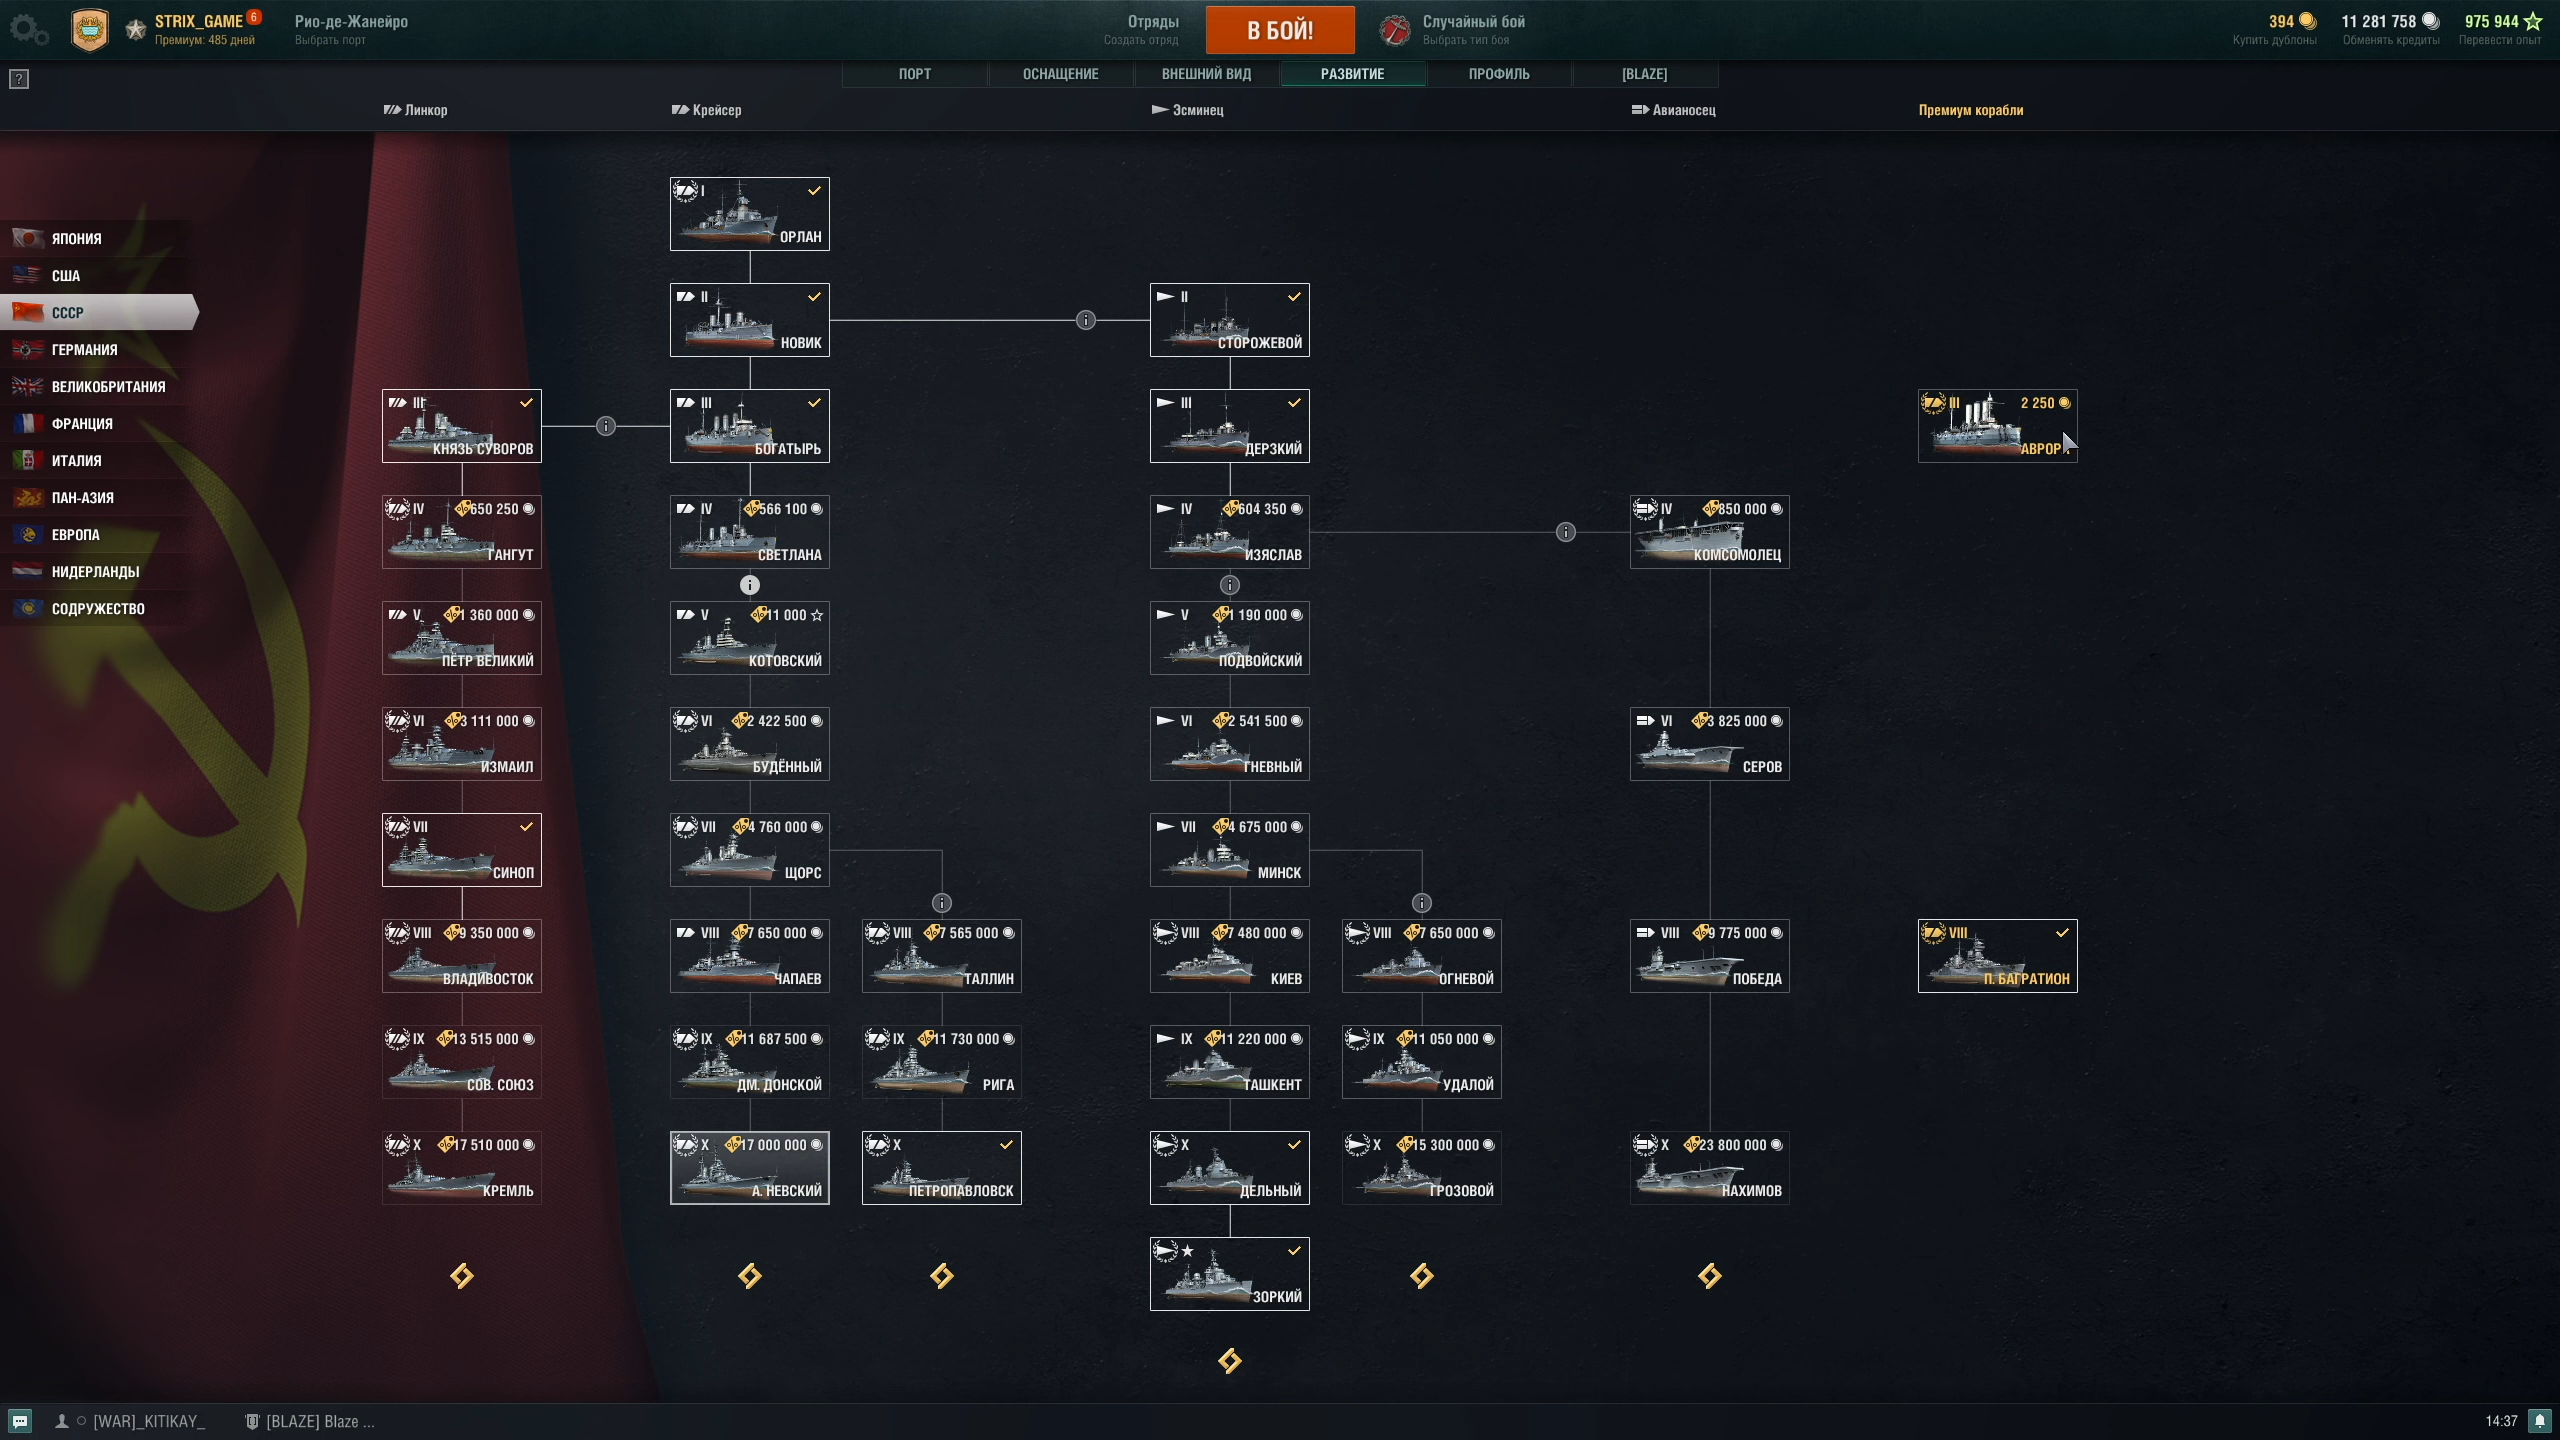 STRIX_GAME 6
Премиум: 485 дней
Рио-де-Жанейро
Выбрать порт
Отряды
Создать отряд
В БОЙ!
Случайный бой
Выбрать тип боя
394
Купить дублоны
11 281 758
Обменять кредиты
975 944
Перевести опыт
?
ПОРТ
ОСНАЩЕНИЕ
ВНЕШНИЙ ВИД
РАЗВИТИЕ
ПРОФИЛЬ
[BLAZE]
Линкор
Крейсер
Эсминец
Авианосец
Премиум корабли
ЯПОНИЯ
США
СССР
ГЕРМАНИЯ
ВЕЛИКОБРИТАНИЯ
ФРАНЦИЯ
ИТАЛИЯ
ПАН-АЗИЯ
ЕВРОПА
НИДЕРЛАНДЫ
СОДРУЖЕСТВО
I
ОРЛАН
II
НОВИК
II
СТОРОЖЕВОЙ
III
КНЯЗЬ СУВОРОВ
III
БОГАТЫРЬ
III
ДЕРЗКИЙ
III 2 250
АВРОРА
IV 650 250
ГАНГУТ
IV 566 100
СВЕТЛАНА
IV 604 350
ИЗЯСЛАВ
IV 850 000
КОМСОМОЛЕЦ
V 1 360 000
ПЁТР ВЕЛИКИЙ
V 11 000
КОТОВСКИЙ
V 1 190 000
ПОДВОЙСКИЙ
VI 3 111 000
ИЗМАИЛ
VI 2 422 500
БУДЁННЫЙ
VI 2 541 500
ГНЕВНЫЙ
VI 3 825 000
СЕРОВ
VII
СИНОП
VII 4 760 000
ЩОРС
VII 4 675 000
МИНСК
VIII 9 350 000
ВЛАДИВОСТОК
VIII 7 650 000
ЧАПАЕВ
VIII 7 565 000
ТАЛЛИН
VIII 7 480 000
КИЕВ
VIII 7 650 000
ОГНЕВОЙ
VIII 9 775 000
ПОБЕДА
VIII
П. БАГРАТИОН
IX 13 515 000
СОВ. СОЮЗ
IX 11 687 500
ДМ. ДОНСКОЙ
IX 11 730 000
РИГА
IX 11 220 000
ТАШКЕНТ
IX 11 050 000
УДАЛОЙ
X 17 510 000
КРЕМЛЬ
X 17 000 000
А. НЕВСКИЙ
X
ПЕТРОПАВЛОВСК
X
ДЕЛЬНЫЙ
X 15 300 000
ГРОЗОВОЙ
X 23 800 000
НАХИМОВ
ЗОРКИЙ
[WAR]_KITIKAY_
[BLAZE] Blaze ...
14:37